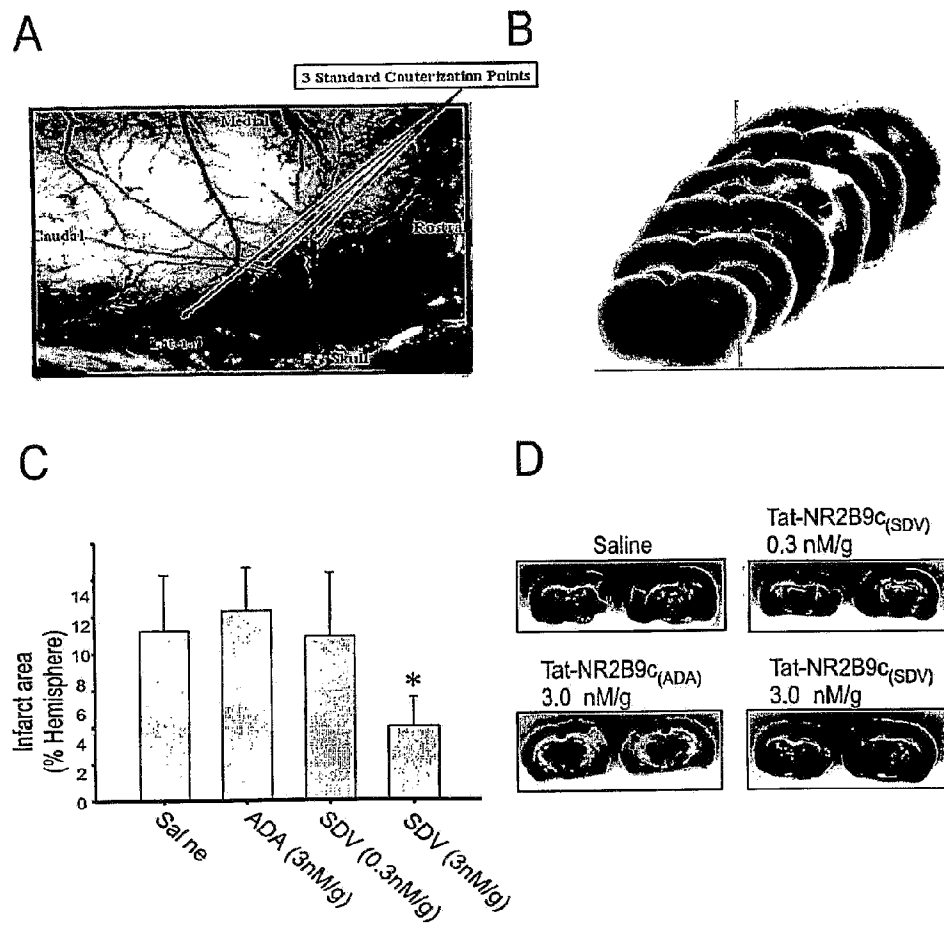 A
3 Standard Cauterization Points
Medial
Caudal
Rostral
Lateral
Skull
B
C
Infarct area
(% Hemisphere)
14
12
10
8
6
4
2
0
*
Saline
ADA (3nM/g)
SDV (0.3nM/g)
SDV (3nM/g)
D
Saline
Tat-NR2B9c(SDV)
0.3 nM/g
Tat-NR2B9c(ADA)
3.0 nM/g
Tat-NR2B9c(SDV)
3.0 nM/g